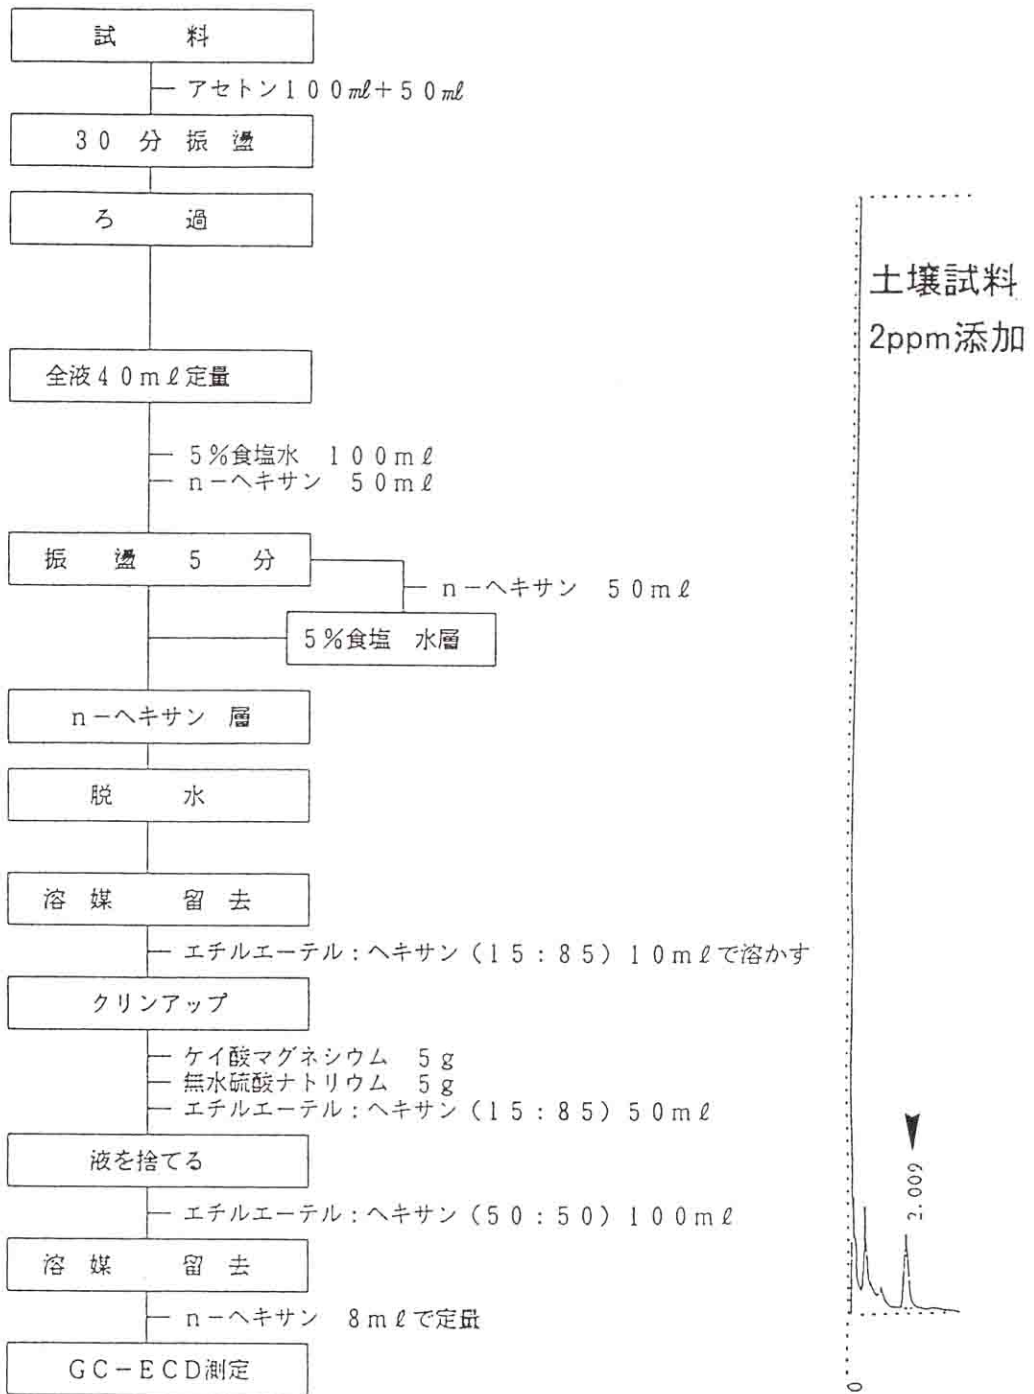 試 料
アセトン100ml+50ml
30 分 振 盪
ろ 過
全液40mℓ定量
5%食塩水 100mℓ
n-ヘキサン 50mℓ
振 盪 5 分
n-ヘキサン 50mℓ
5%食塩 水層
n-ヘキサン 層
脱 水
溶 媒 留 去
エチルエーテル:ヘキサン(15:85)10mℓで溶かす
クリンアップ
ケイ酸マグネシウム 5g
無水硫酸ナトリウム 5g
エチルエーテル:ヘキサン(15:85)50mℓ
液を捨てる
エチルエーテル:ヘキサン(50:50)100mℓ
溶 媒 留 去
n-ヘキサン 8mℓで定量
GC-ECD測定
土壌試料
2ppm添加
2.009
0